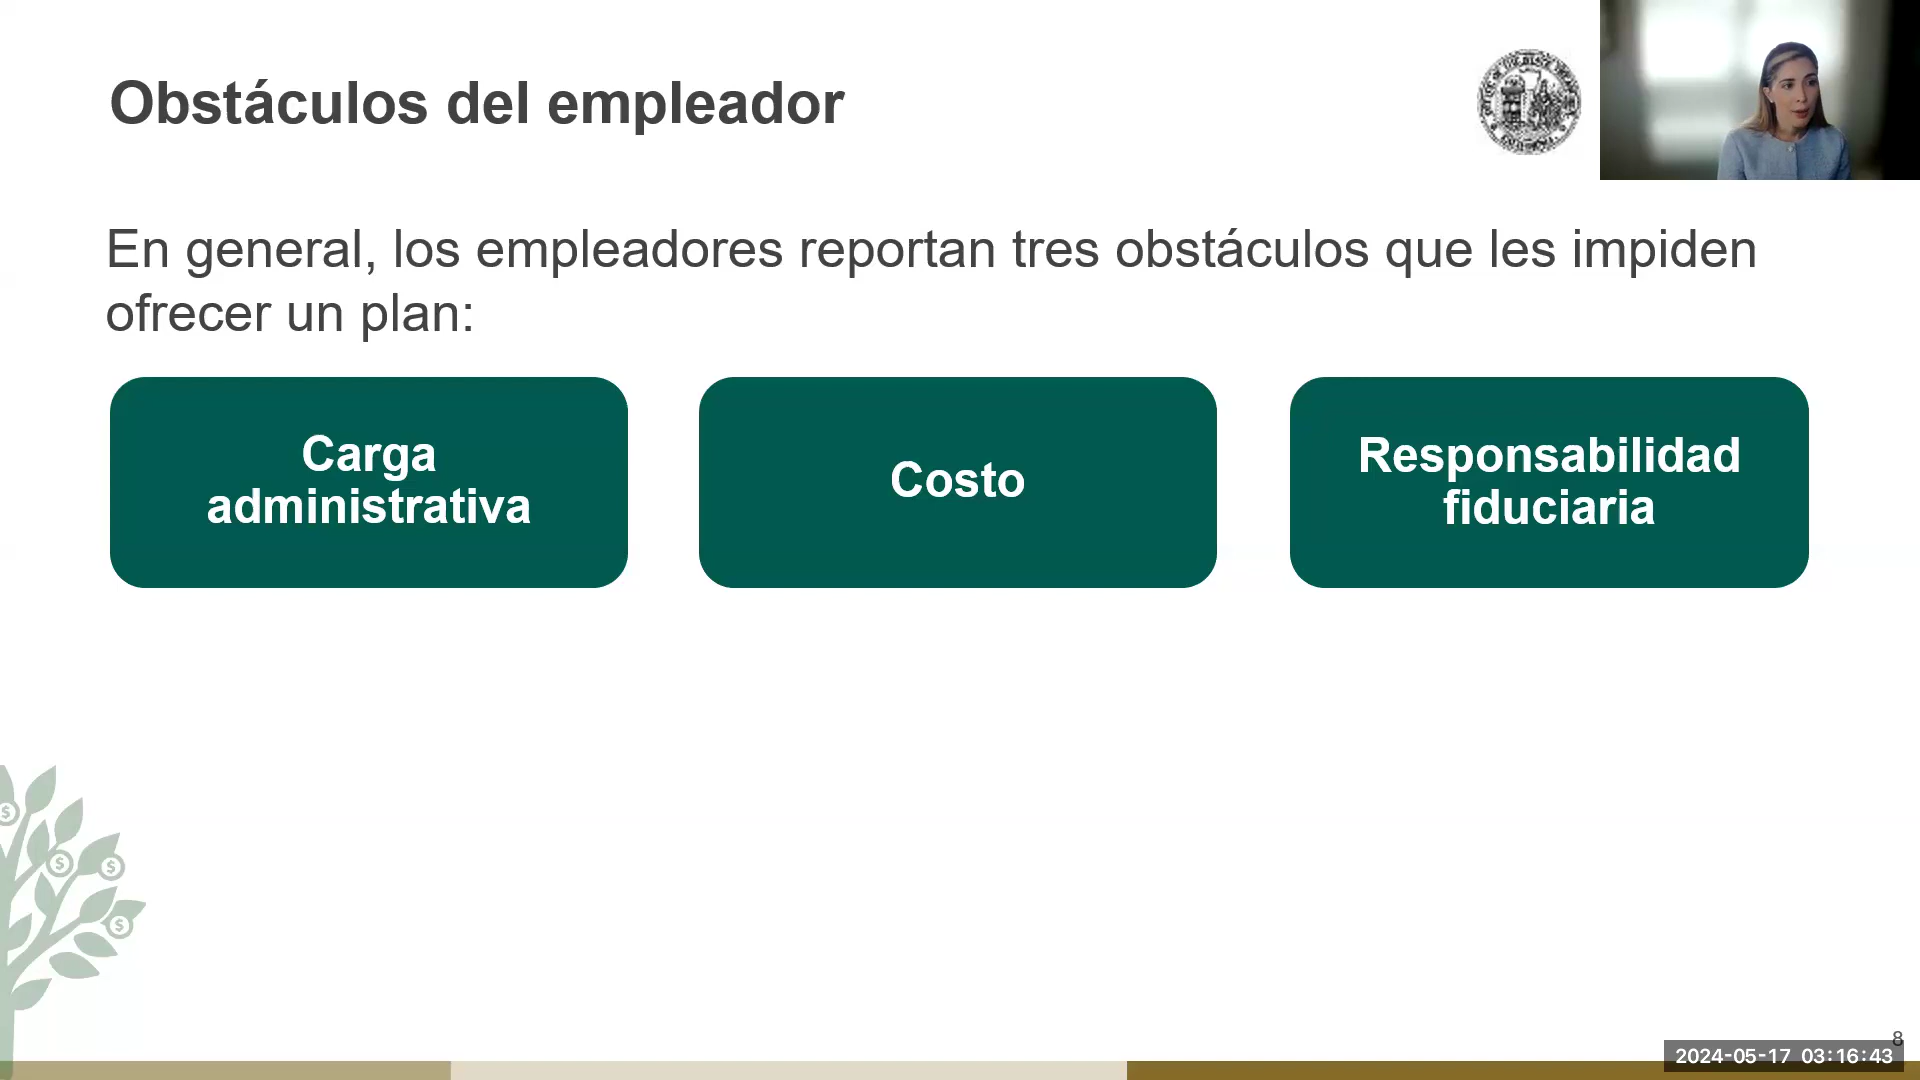 Obstáculos del empleador
En general, los empleadores reportan tres obstáculos que les impiden
ofrecer un plan:
Carga
administrativa
Costo
Responsabilidad
fiduciaria
$
$
$
$
8
2024-05-17 03:16:43